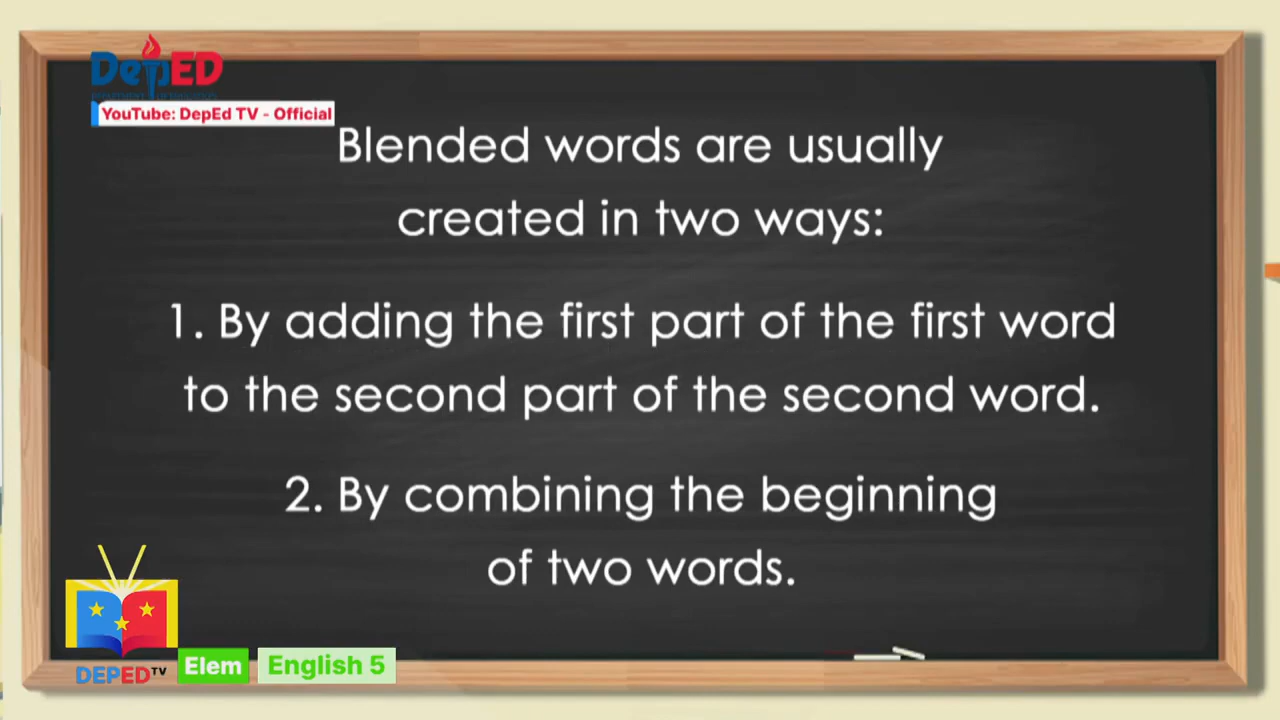 DepED
YouTube: DepEd TV - Official
Blended words are usually
created in two ways:
1. By adding the first part of the first word
to the second part of the second word.
2. By combining the beginning
of two words.
DEPED TV
Elem
English 5